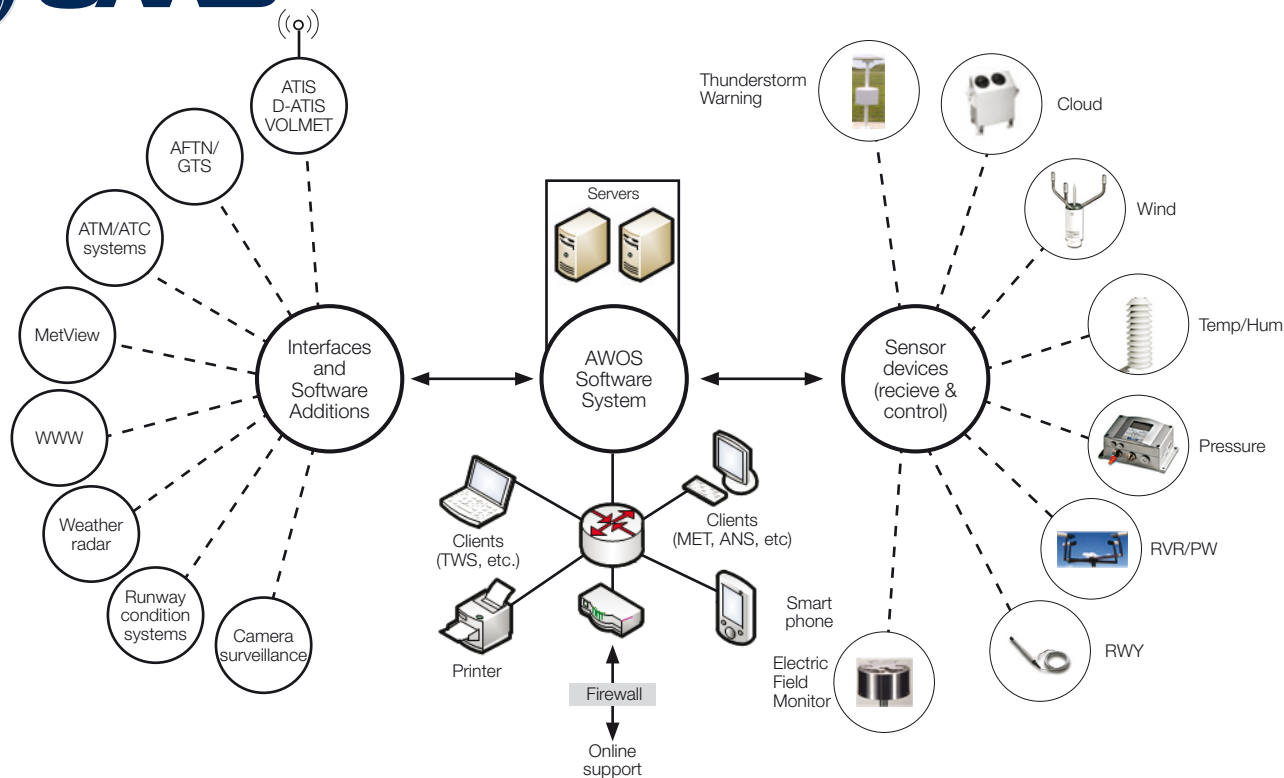 ATIS
D-ATIS
VOLMET
AFTN/
GTS
ATM/ATC
systems
MetView
WWW
Weather
radar
Runway
condition
systems
Camera
surveillance
Interfaces
and
Software
Additions
Servers
AWOS
Software
System
Clients
(TWS, etc.)
Clients
(MET, ANS, etc)
Printer
Smart
phone
Firewall
Online
support
Sensor
devices
(recieve &
control)
Thunderstorm
Warning
Cloud
Wind
Temp/Hum
Pressure
RVR/PW
RWY
Electric
Field
Monitor